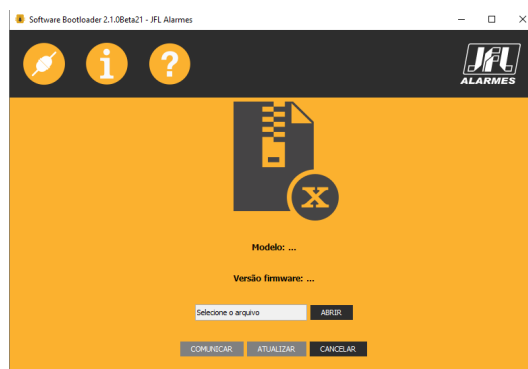 Software Bootloader 2.1.0Beta21 - JFL Alarmes
i ?
JFL
ALARMES
X
Modelo: ...
Versão firmware: ...
Selecione o arquivo ABRIR
COMUNICAR ATUALIZAR CANCELAR